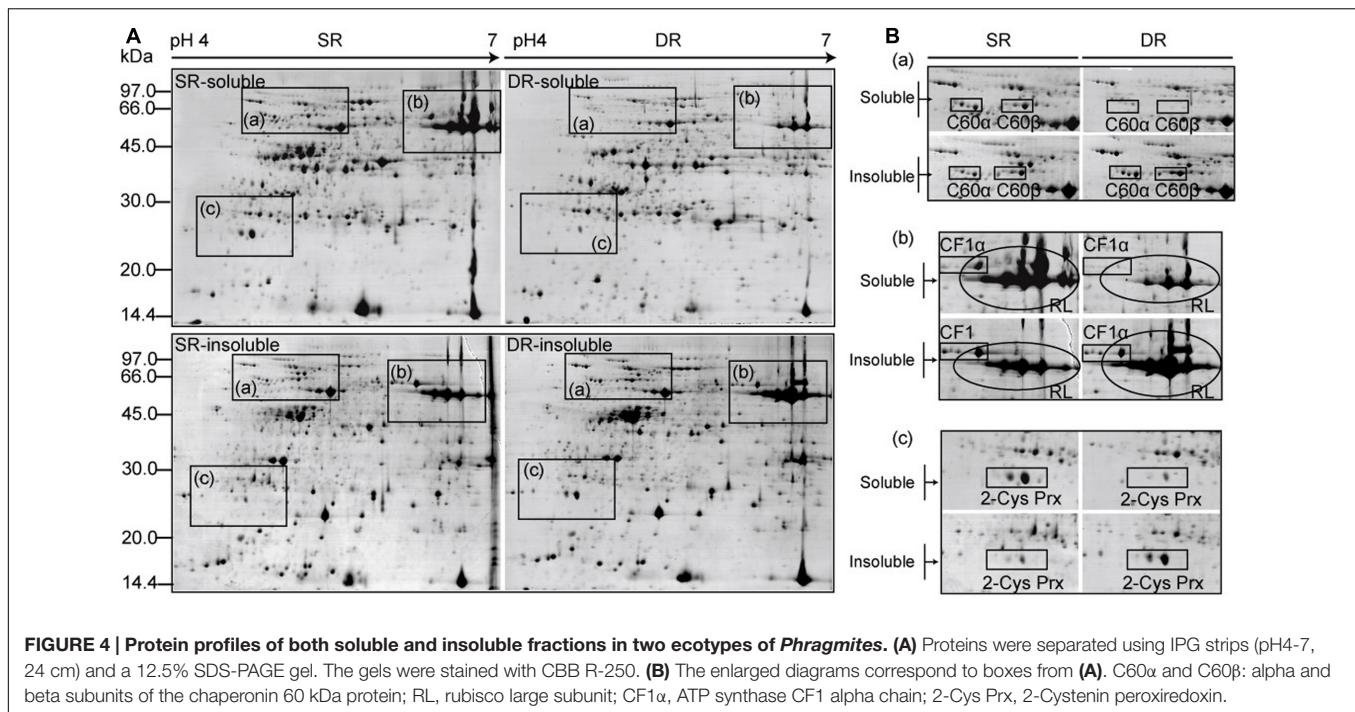 A
pH 4 SR 7
pH4 DR 7
kDa
SR-soluble
97.0
66.0
45.0
30.0
20.0
14.4
(a)
(b)
(c)
DR-soluble
(a)
(b)
(c)
SR-insoluble
97.0
66.0
45.0
30.0
20.0
14.4
(a)
(b)
(c)
DR-insoluble
(a)
(b)
(c)
B
SR DR
(a)
Soluble
C60α C60β C60α C60β
Insoluble
C60α C60β C60α C60β
(b)
CF1α CF1α
Soluble
RL RL
CF1 CF1α
Insoluble
RL RL
(c)
Soluble
2-Cys Prx 2-Cys Prx
Insoluble
2-Cys Prx 2-Cys Prx
FIGURE 4 | Protein profiles of both soluble and insoluble fractions in two ecotypes of Phragmites. (A) Proteins were separated using IPG strips (pH4-7,
24 cm) and a 12.5% SDS-PAGE gel. The gels were stained with CBB R-250. (B) The enlarged diagrams correspond to boxes from (A). C60α and C60β: alpha and
beta subunits of the chaperonin 60 kDa protein; RL, rubisco large subunit; CF1α, ATP synthase CF1 alpha chain; 2-Cys Prx, 2-Cystenin peroxiredoxin.